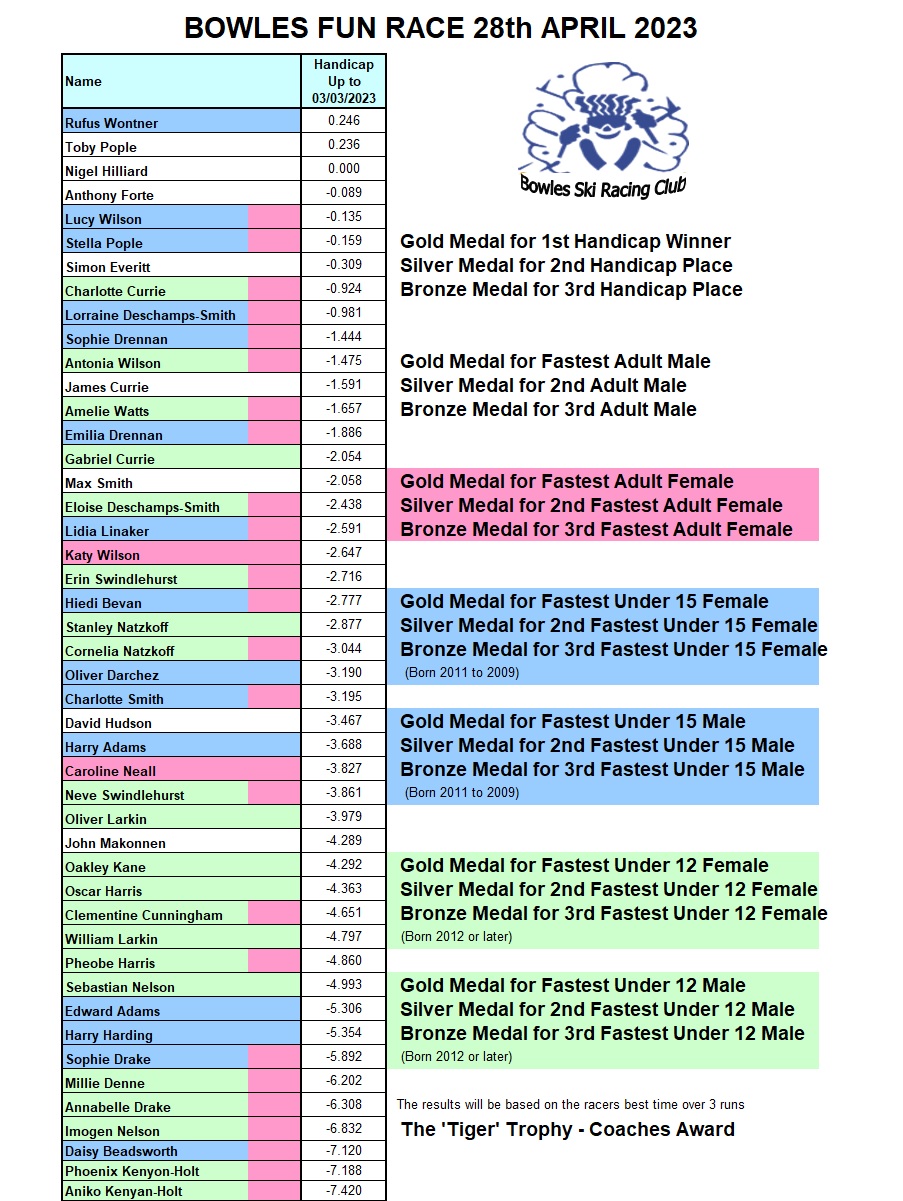 BOWLES FUN RACE 28th APRIL 2023
Name
Handicap
Up to
03/03/2023
Rufus Wontner 0.246
Toby Pople 0.236
Nigel Hilliard 0.000
Anthony Forte -0.089
Lucy Wilson -0.135
Stella Pople -0.159
Simon Everitt -0.309
Charlotte Currie -0.924
Lorraine Deschamps-Smith -0.981
Sophie Drennan -1.444
Antonia Wilson -1.475
James Currie -1.591
Amelie Watts -1.657
Emilia Drennan -1.886
Gabriel Currie -2.054
Max Smith -2.058
Eloise Deschamps-Smith -2.438
Lidia Linaker -2.591
Katy Wilson -2.647
Erin Swindlehurst -2.716
Hiedi Bevan -2.777
Stanley Natzkoff -2.877
Cornelia Natzkoff -3.044
Oliver Darchez -3.190
Charlotte Smith -3.195
David Hudson -3.467
Harry Adams -3.688
Caroline Neall -3.827
Neve Swindlehurst -3.861
Oliver Larkin -3.979
John Makonnen -4.289
Oakley Kane -4.292
Oscar Harris -4.363
Clementine Cunningham -4.651
William Larkin -4.797
Pheobe Harris -4.860
Sebastian Nelson -4.993
Edward Adams -5.306
Harry Harding -5.354
Sophie Drake -5.892
Millie Denne -6.202
Annabelle Drake -6.308
Imogen Nelson -6.832
Daisy Beadsworth -7.120
Phoenix Kenyon-Holt -7.188
Aniko Kenyan-Holt -7.420
Bowles Ski Racing Club
Gold Medal for 1st Handicap Winner
Silver Medal for 2nd Handicap Place
Bronze Medal for 3rd Handicap Place
Gold Medal for Fastest Adult Male
Silver Medal for 2nd Adult Male
Bronze Medal for 3rd Adult Male
Gold Medal for Fastest Adult Female
Silver Medal for 2nd Fastest Adult Female
Bronze Medal for 3rd Fastest Adult Female
Gold Medal for Fastest Under 15 Female
Silver Medal for 2nd Fastest Under 15 Female
Bronze Medal for 3rd Fastest Under 15 Female
(Born 2011 to 2009)
Gold Medal for Fastest Under 15 Male
Silver Medal for 2nd Fastest Under 15 Male
Bronze Medal for 3rd Fastest Under 15 Male
(Born 2011 to 2009)
Gold Medal for Fastest Under 12 Female
Silver Medal for 2nd Fastest Under 12 Female
Bronze Medal for 3rd Fastest Under 12 Female
(Born 2012 or later)
Gold Medal for Fastest Under 12 Male
Silver Medal for 2nd Fastest Under 12 Male
Bronze Medal for 3rd Fastest Under 12 Male
(Born 2012 or later)
The results will be based on the racers best time over 3 runs
The 'Tiger' Trophy - Coaches Award